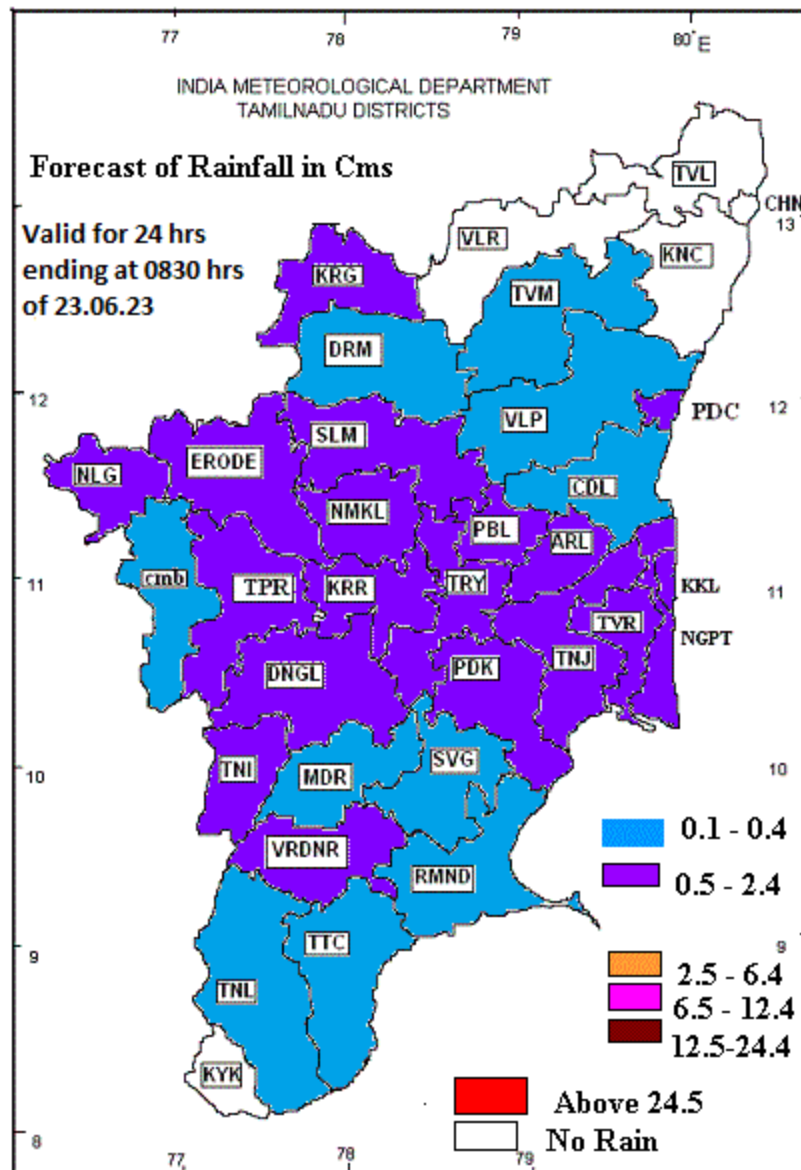 77 78 79 80°E
INDIA METEOROLOGICAL DEPARTMENT
TAMILNADU DISTRICTS
Forecast of Rainfall in Cms
Valid for 24 hrs
ending at 0830 hrs
of 23.06.23
TVL
CHN
13
VLR
KNC
KRG
TVM
DRM
12
12
PDC
VLP
SLM
ERODE
NLG
CDL
NMKL
PBL
ARL
11
cmb
TPR
KRR
TRY
KKL
11
TVR
NGPT
DNGL
PDK
TNJ
10
TNI
MDR
SVG
10
0.1 - 0.4
VRDNR
RMND
0.5 - 2.4
9
TTC
9
2.5 - 6.4
TNL
6.5 - 12.4
12.5-24.4
KYK
Above 24.5
No Rain
8
77 78 79